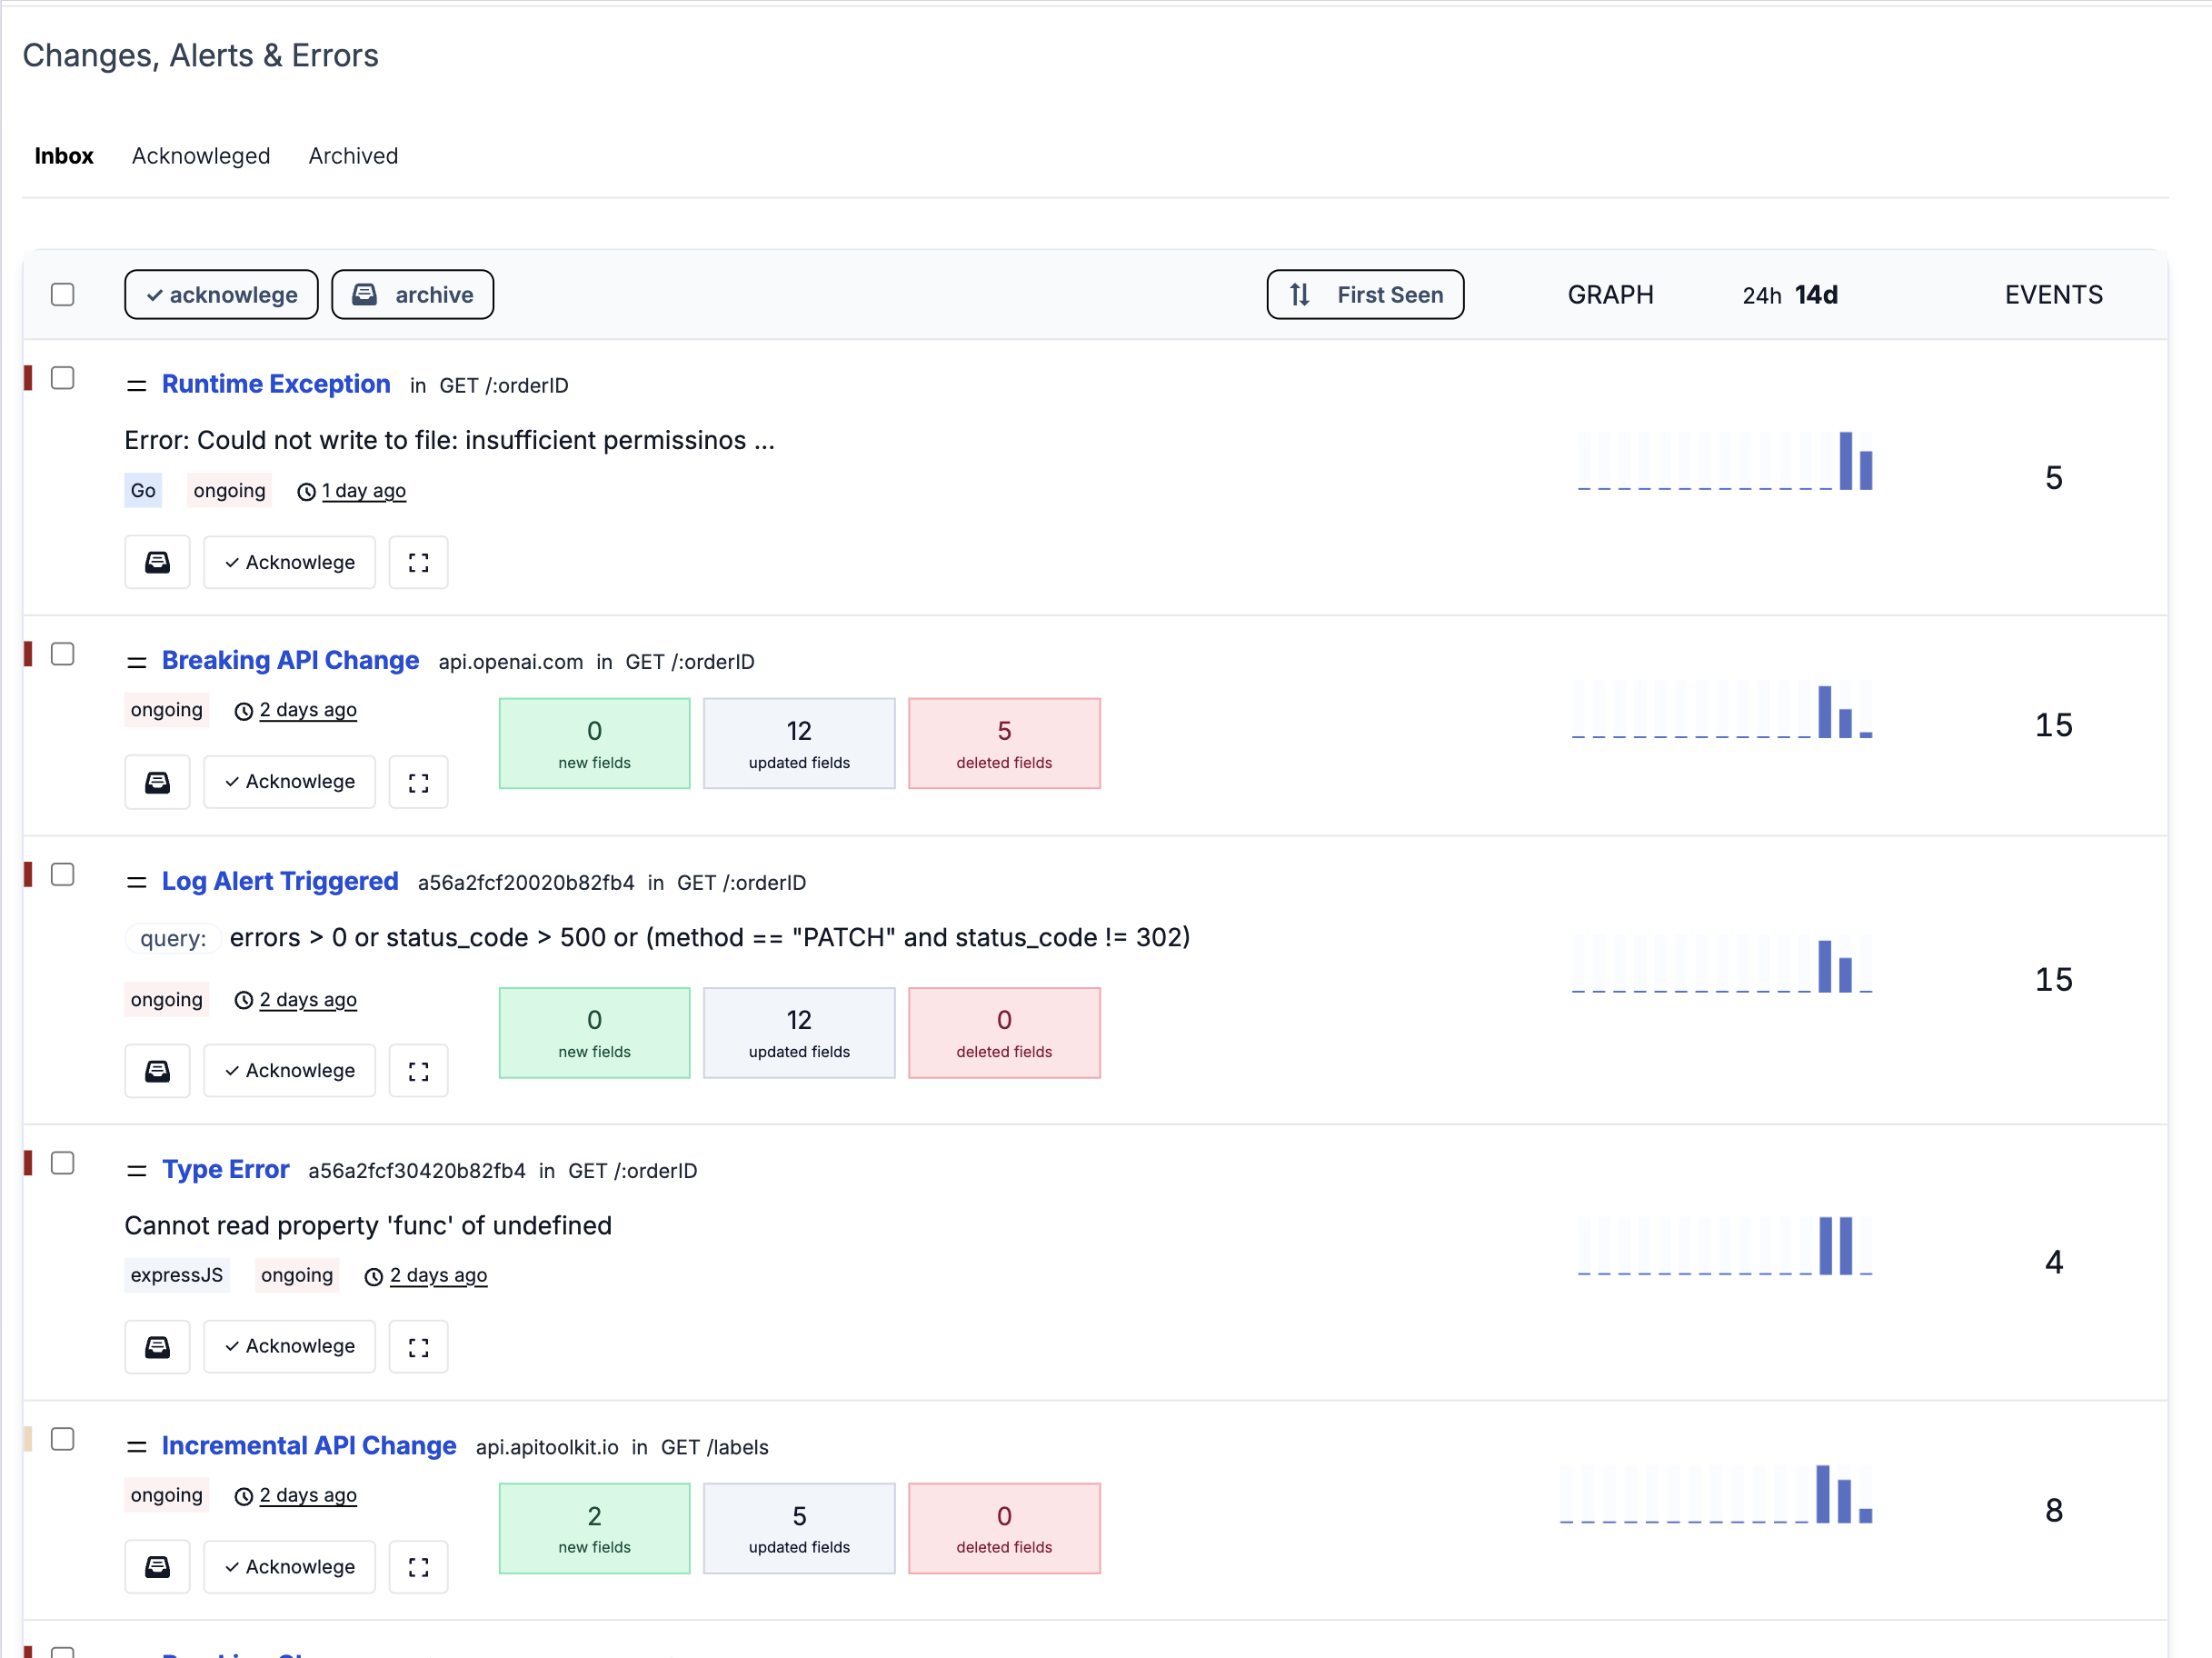 Changes, Alerts & Errors
Inbox Acknowleged Archived
acknowlege archive First Seen GRAPH 24h 14d EVENTS
Runtime Exception in GET /:orderID
Error: Could not write to file: insufficient permissinos ...
Go ongoing 1 day ago
5
Acknowlege
Breaking API Change api.openai.com in GET /:orderID
ongoing 2 days ago
0 12 5
new fields updated fields deleted fields
15
Acknowlege
Log Alert Triggered a56a2fcf20020b82fb4 in GET /:orderID
query: errors > 0 or status_code > 500 or (method == "PATCH" and status_code != 302)
15
ongoing 2 days ago
0 12 0
new fields updated fields deleted fields
Acknowlege
Type Error a56a2fcf30420b82fb4 in GET /:orderID
Cannot read property 'func' of undefined
expressJS ongoing 2 days ago
4
Acknowlege
Incremental API Change api.apitoolkit.io in GET /labels
ongoing 2 days ago
2 5 0
new fields updated fields deleted fields
8
Acknowlege